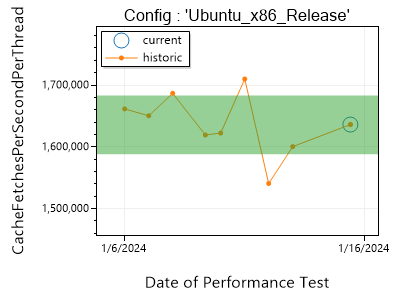 Config : 'Ubuntu_x86_Release'
current
historic
CacheFetchesPerSecondPerThread
1,700,000
1,600,000
1,500,000
1/6/2024
1/16/2024
Date of Performance Test